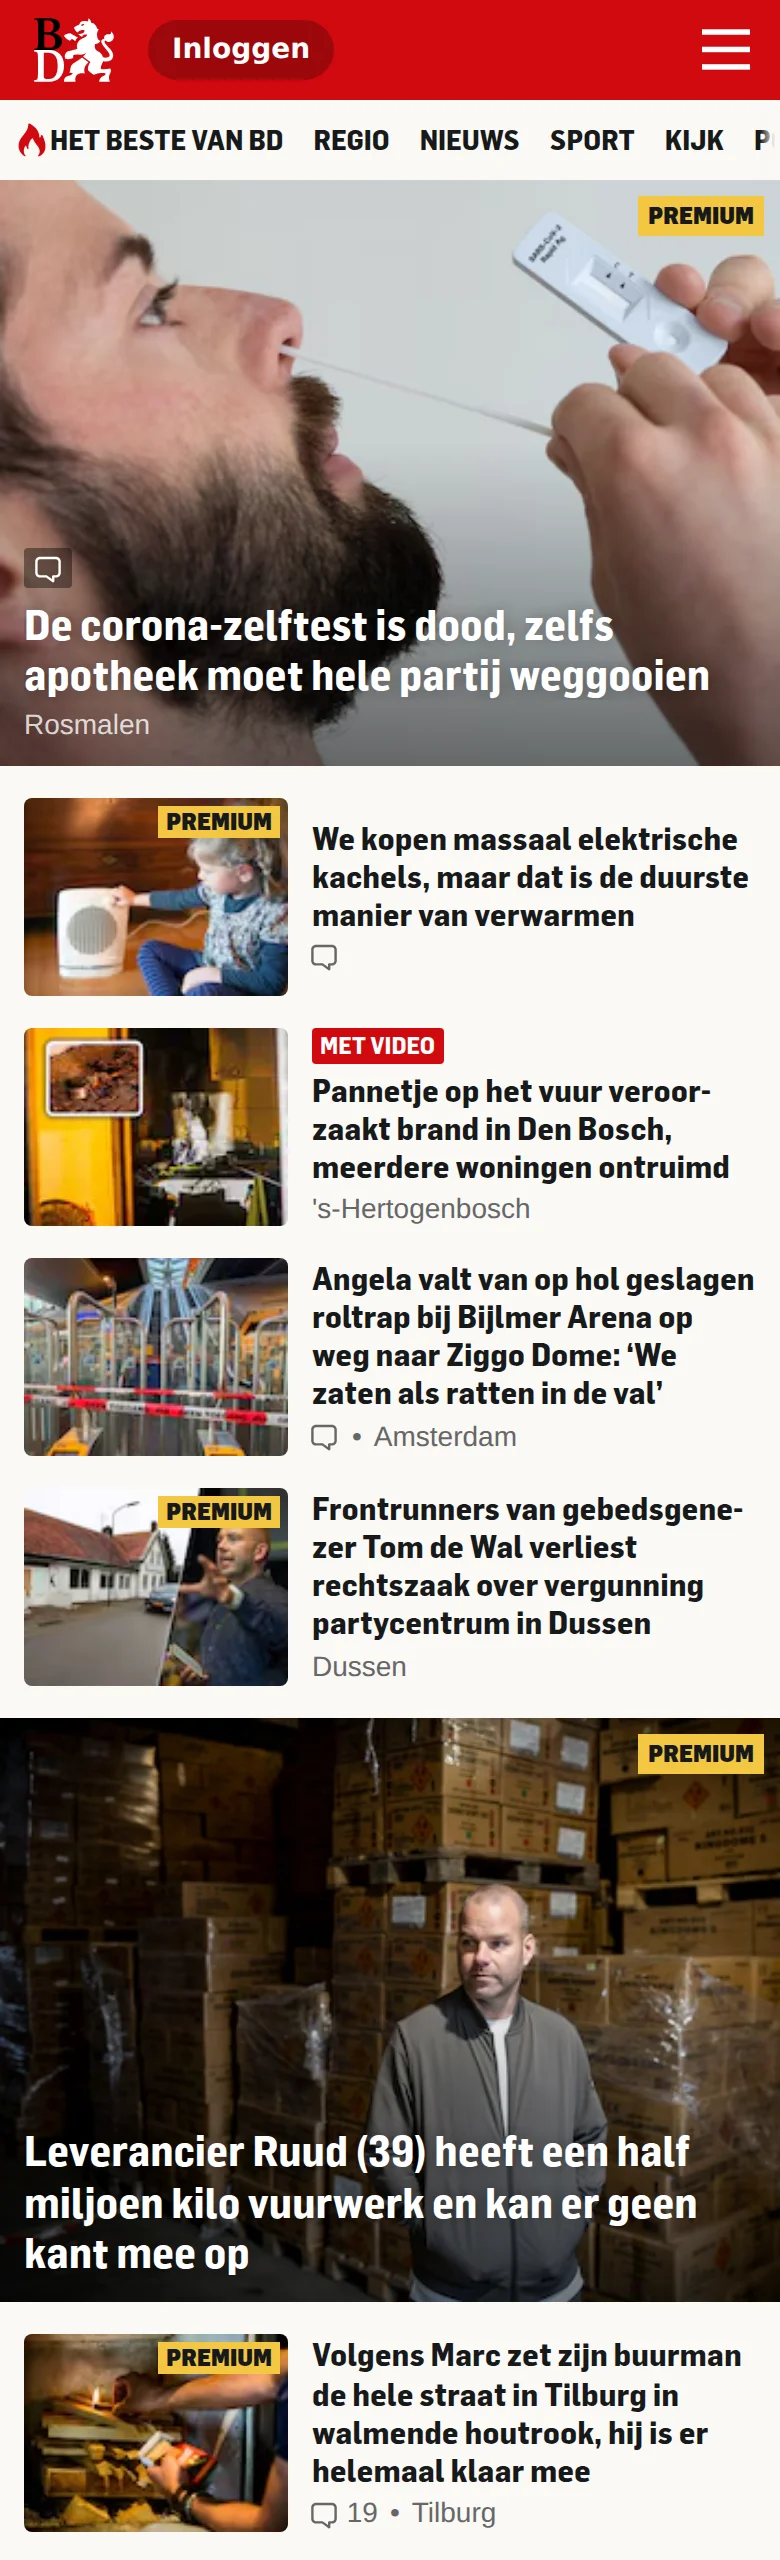 BD
Inloggen
HET BESTE VAN BD REGIO NIEUWS SPORT KIJK
PREMIUM
SARS-CoV-2
Rapid Ag
C T
De corona-zelftest is dood, zelfs
apotheek moet hele partij weggooien
Rosmalen
PREMIUM
We kopen massaal elektrische
kachels, maar dat is de duurste
manier van verwarmen
MET VIDEO
Pannetje op het vuur veroor-
zaakt brand in Den Bosch,
meerdere woningen ontruimd
's-Hertogenbosch
Angela valt van op hol geslagen
roltrap bij Bijlmer Arena op
weg naar Ziggo Dome: ‘We
zaten als ratten in de val’
• Amsterdam
PREMIUM
Frontrunners van gebedsgene-
zer Tom de Wal verliest
rechtszaak over vergunning
partycentrum in Dussen
Dussen
PREMIUM
Leverancier Ruud (39) heeft een half
miljoen kilo vuurwerk en kan er geen
kant mee op
PREMIUM
Volgens Marc zet zijn buurman
de hele straat in Tilburg in
walmende houtrook, hij is er
helemaal klaar mee
19 • Tilburg